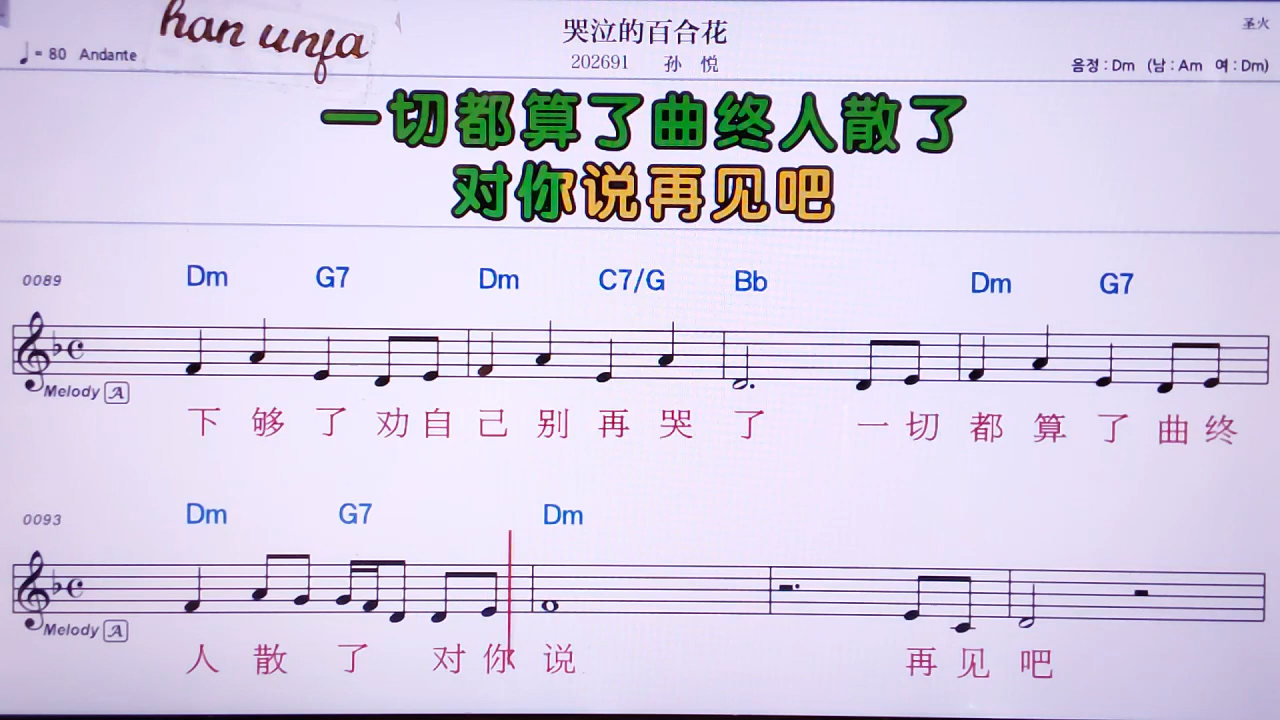 han unja
哭泣的百合花
圣火
♩= 80 Andante
202691 孙 悦
음정 : Dm (남 : Am 여 : Dm)
一切都算了曲终人散了
对你说再见吧
0089 Dm G7 Dm C7/G Bb Dm G7
Melody A
下 够 了 劝 自 己 别 再 哭 了 一 切 都 算 了 曲 终
0093 Dm G7 Dm
Melody A
人 散 了 对 你 说 再 见 吧